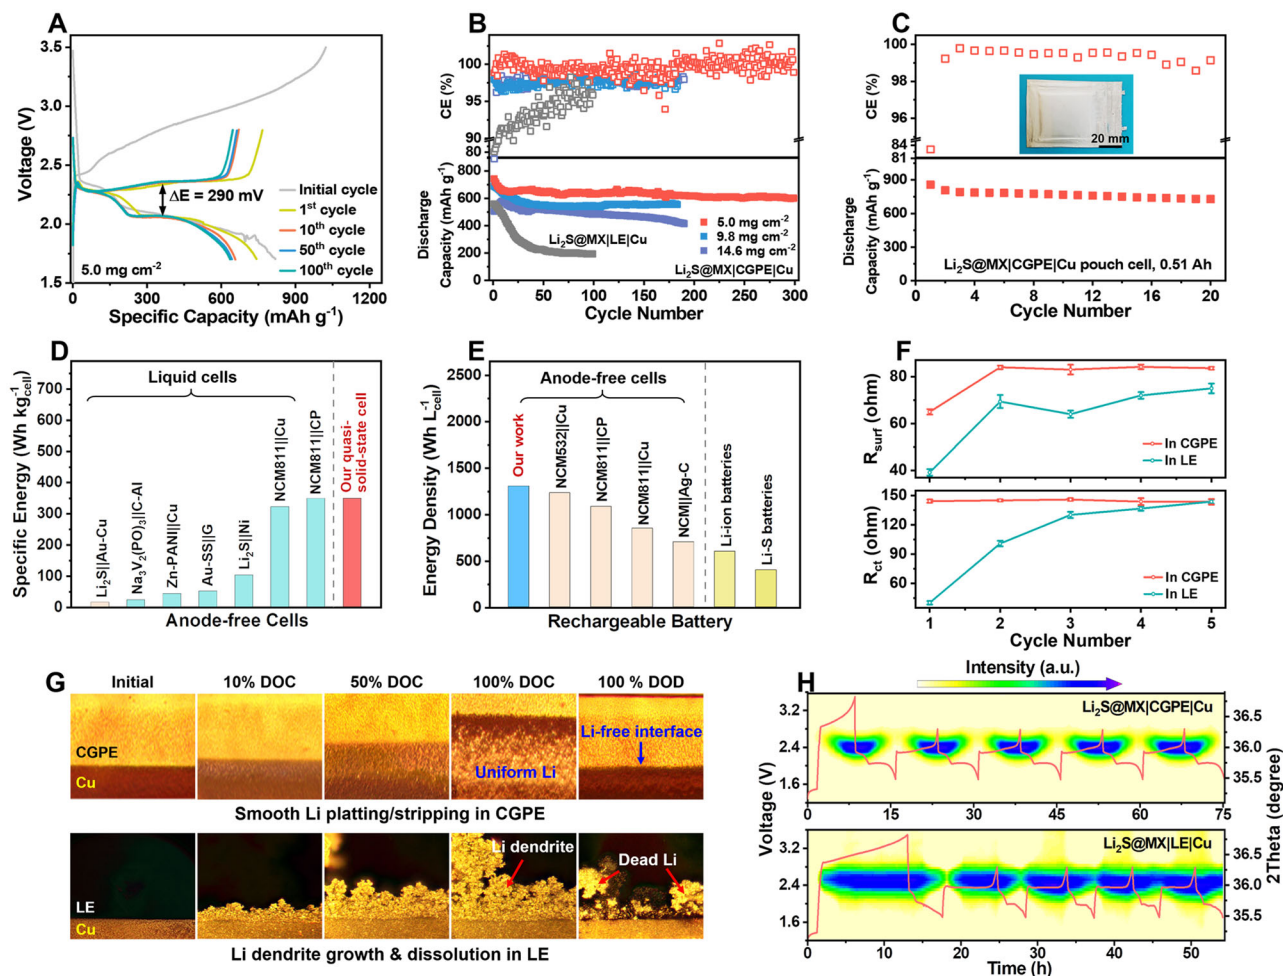 A
3.5
3.0
2.5
2.0
1.5
Voltage (V)
ΔE = 290 mV
Initial cycle
1st cycle
10th cycle
50th cycle
100th cycle
5.0 mg cm-2
0
300
600
900
1200
Specific Capacity (mAh g-1)
B
105
100
95
90
CE (%)
800
600
400
200
0
Discharge
Capacity (mAh g-1)
Li2S@MX|LE|Cu
5.0 mg cm-2
9.8 mg cm-2
14.6 mg cm-2
Li2S@MX|CGPE|Cu
0
50
100
150
200
250
300
Cycle Number
C
100
98
96
84
81
CE (%)
20 mm
900
600
300
0
Discharge
Capacity (mAh g-1)
Li2S@MX|CGPE|Cu pouch cell, 0.51 Ah
0
4
8
12
16
20
Cycle Number
D
700
600
500
400
300
200
100
0
Specific Energy (Wh kg-1cell)
Liquid cells
Li2S||Au-Cu
Na3V2(PO)3||C-Al
Zn-PANI||Cu
Au-SS||G
Li2S||Ni
NCM811||Cu
NCM811||CP
Our quasi-
solid-state cell
Anode-free Cells
E
2500
2000
1500
1000
500
0
Energy Density (Wh L-1cell)
Anode-free cells
Our work
NCM532||Cu
NCM811||CP
NCM811||Cu
NCM||Ag-C
Li-ion batteries
Li-S batteries
Rechargeable Battery
F
80
60
40
Rsurf (ohm)
In CGPE
In LE
150
120
90
60
Rct (ohm)
In CGPE
In LE
1
2
3
4
5
Cycle Number
G
Initial
10% DOC
50% DOC
100% DOC
100 % DOD
CGPE
Cu
Uniform Li
Li-free interface
Smooth Li platting/stripping in CGPE
LE
Cu
Li dendrite
Dead Li
Li dendrite growth & dissolution in LE
H
Intensity (a.u.)
Li2S@MX|CGPE|Cu
3.2
2.4
1.6
36.5
36.0
35.5
0
15
30
45
60
75
Voltage (V)
2Theta (degree)
Li2S@MX|LE|Cu
3.2
2.4
1.2
36.5
36.0
35.5
0
10
20
30
40
50
Time (h)